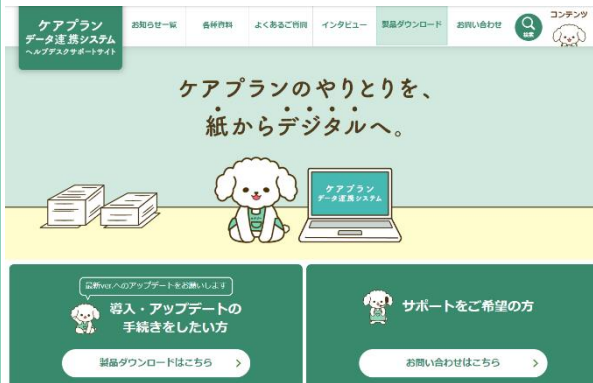 ケアプラン
データ連携システム
ヘルプデスクサポートサイト
お知らせ一覧
各種資料
よくあるご質問
インタビュー
製品ダウンロード
お問い合わせ
検索
コンテンツ
ケアプランのやりとりを、
紙からデジタルへ。
ケアプラン
データ連携システム
最新ver.へのアップデートをお願いします
導入・アップデートの
手続きをしたい方
製品ダウンロードはこちら
サポートをご希望の方
お問い合わせはこちら